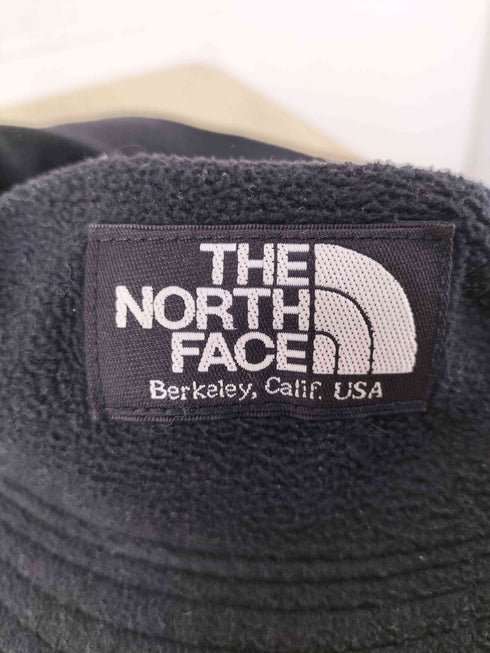 THE
NORTH
FACE
Berkeley, Calif. USA